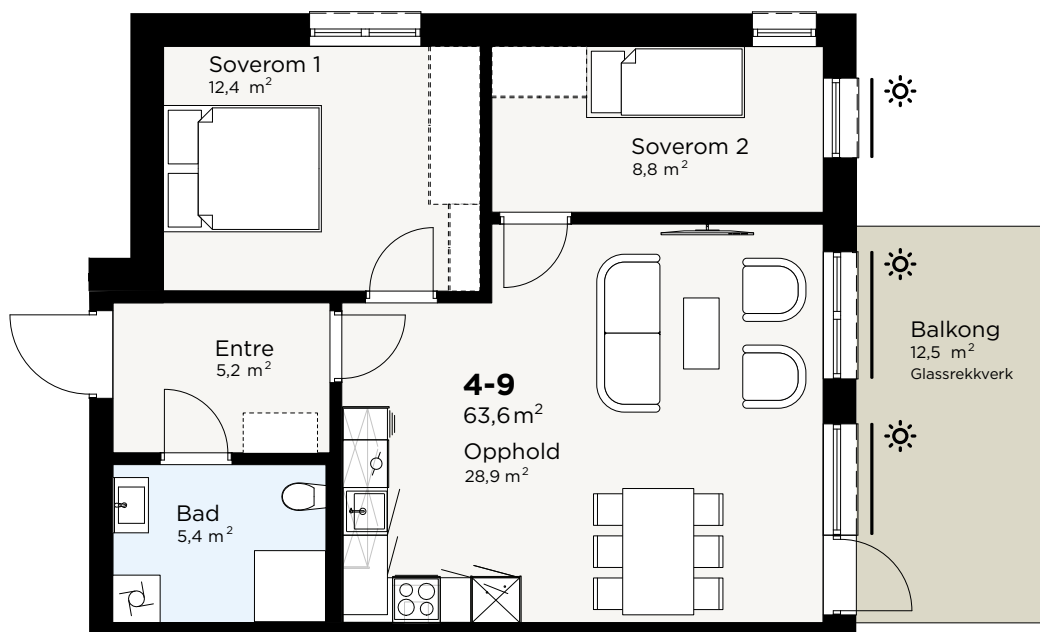 Soverom 1
12,4 m²
Soverom 2
8,8 m²
Balkong
12,5 m²
Glassrekkverk
Entre
5,2 m²
4-9
63,6 m²
Opphold
28,9 m²
Bad
5,4 m²